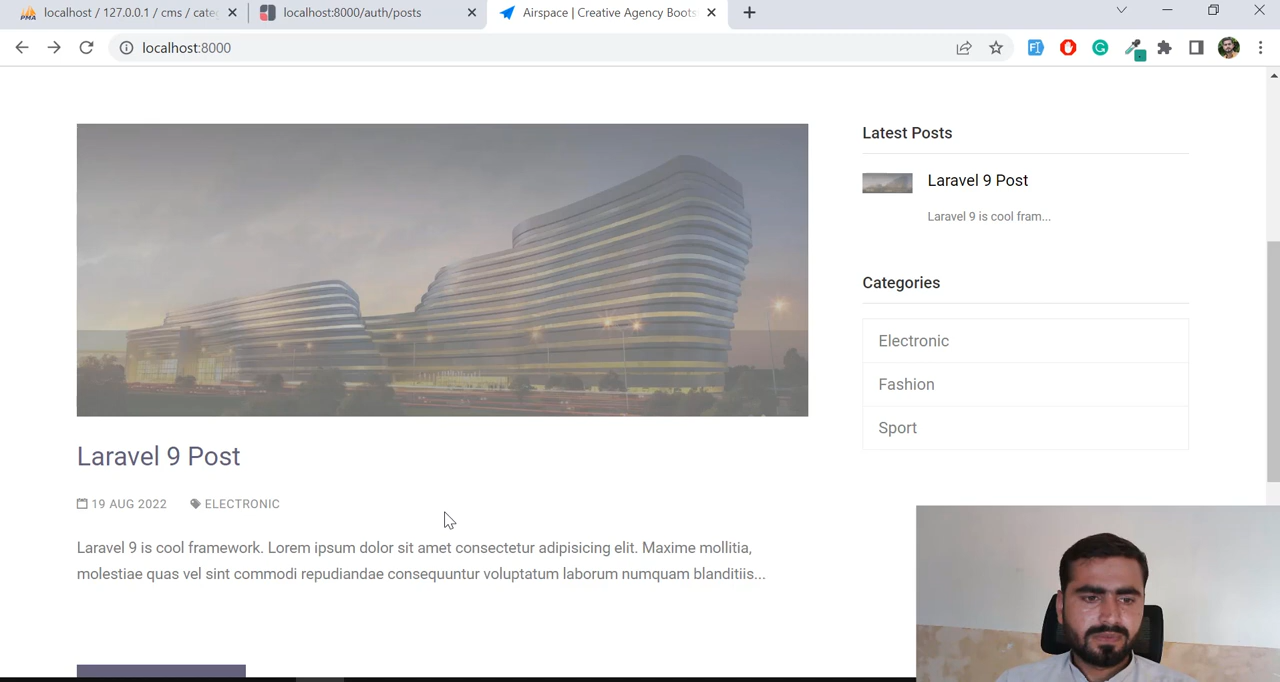 localhost / 127.0.0.1 / cms / cate
localhost:8000/auth/posts
Airspace | Creative Agency Boots
localhost:8000
Latest Posts
Laravel 9 Post
Laravel 9 is cool fram...
Categories
Electronic
Fashion
Sport
Laravel 9 Post
19 AUG 2022 ELECTRONIC
Laravel 9 is cool framework. Lorem ipsum dolor sit amet consectetur adipisicing elit. Maxime mollitia,
molestiae quas vel sint commodi repudiandae consequuntur voluptatum laborum numquam blanditiis...